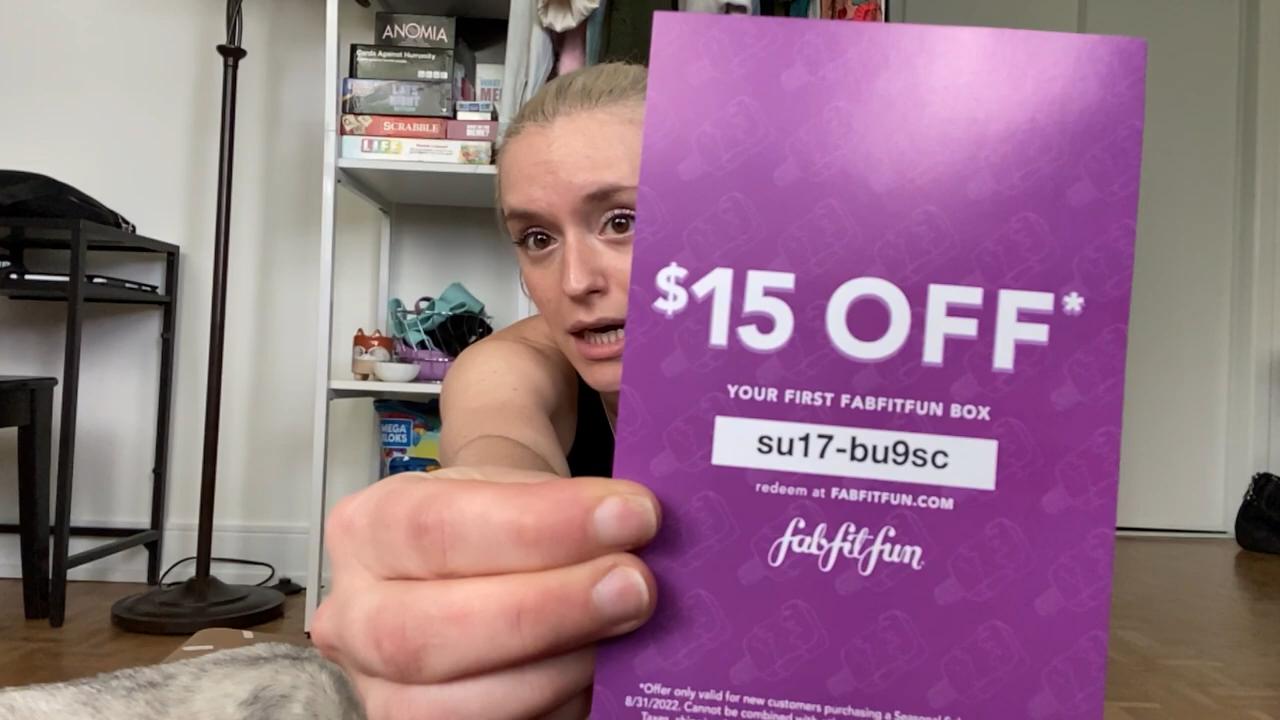 ANOMIA
Cards Against Humanity
SCRABBLE
LIFE
MEGA
BLOKS
$15 OFF*
YOUR FIRST FABFITFUN BOX
su17-bu9sc
redeem at FABFITFUN.COM
fabfitfun
*Offer only valid for new customers purchasing a Seasonal
8/31/2022. Cannot be combined with